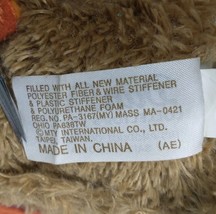 FILLED WITH ALL NEW MATERIAL
POLYESTER FIBER & WIRE STIFFENER
& PLASTIC STIFFENER
& POLYURETHANE FOAM
REG. NO. PA-3167(MY) MASS MA-0421
OHIO PA8387TW
© MTY INTERNATIONAL CO., LTD.
TAIPEI, TAIWAN.
MADE IN CHINA (AE)